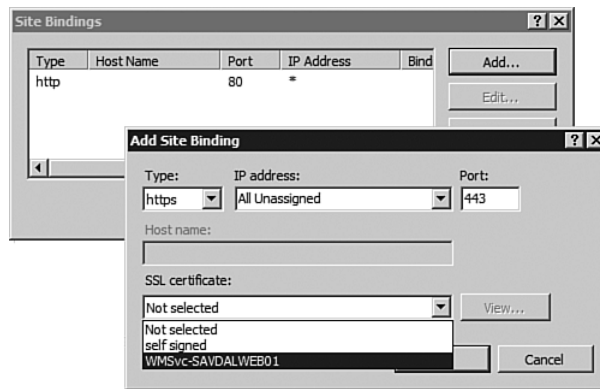 Site Bindings
Type Host Name Port IP Address Bind
http 80 *
Add...
Edit...
Add Site Binding
Type: IP address: Port:
https All Unassigned 443
Host name:
SSL certificate:
Not selected View...
Not selected
self signed
WMSvc-SAVDALWEB01
Cancel